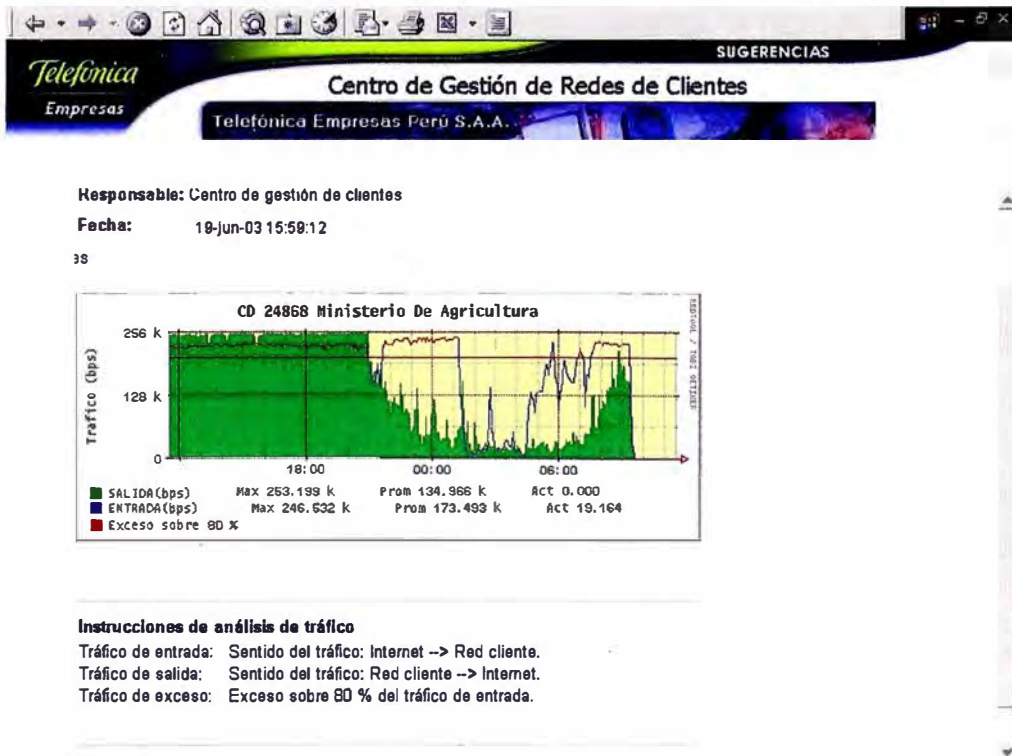 SUGERENCIAS
Telefónica
Empresas
Centro de Gestión de Redes de Clientes
Telefónica Empresas Perú S.A.A.
Responsable: Centro de gestión de clientes
Fecha: 19-jun-03 15:59:12
as
CD 24868 Ministerio De Agricultura
RRDTOOL / TOBI OETIKER
Tráfico (bps)
256 k
128 k
0
18:00 00:00 06:00
SALIDA(bps) Max 253.199 k Prom 134.966 k Act 0.000
ENTRADA(bps) Max 246.632 k Prom 173.493 k Act 19.164
Exceso sobre 80 %
Instrucciones de análisis de tráfico
Tráfico de entrada: Sentido del tráfico: Internet --> Red cliente.
Tráfico de salida: Sentido del tráfico: Red cliente --> Internet.
Tráfico de exceso: Exceso sobre 80 % del tráfico de entrada.